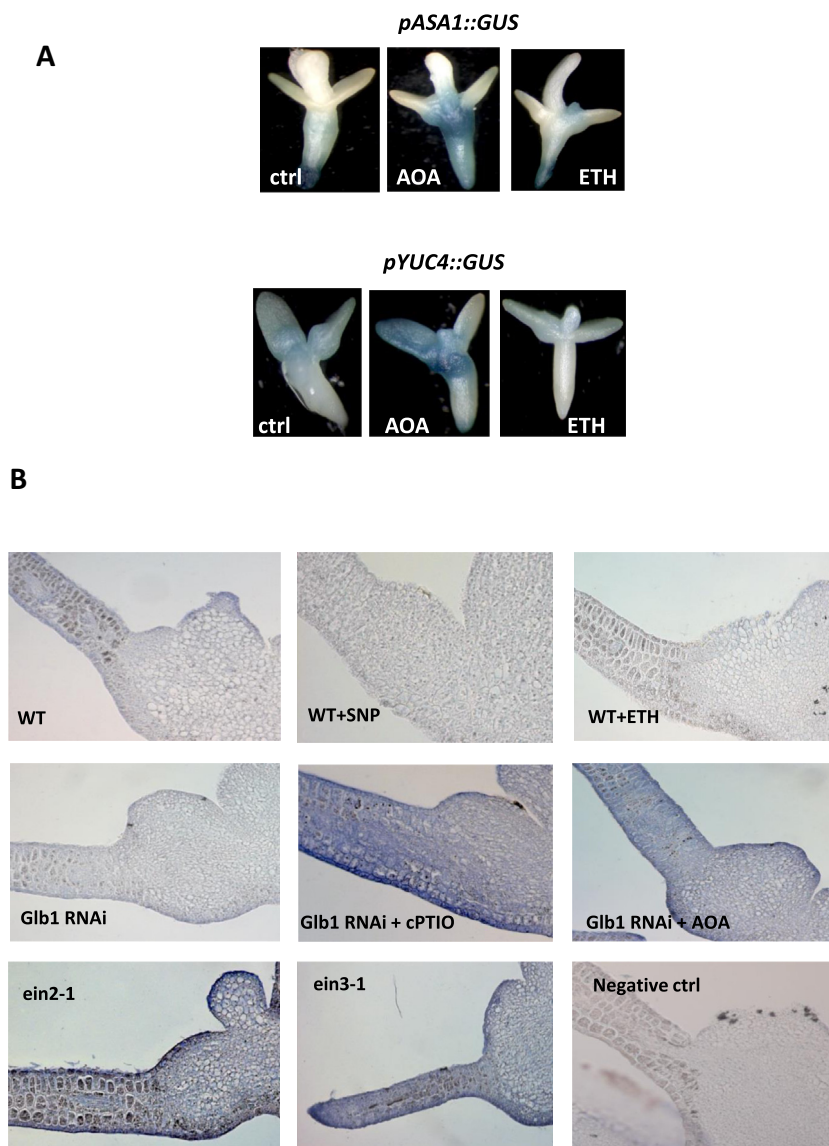 pASA1::GUS
A
ctrl
AOA
ETH
pYUC4::GUS
ctrl
AOA
ETH
B
WT
WT+SNP
WT+ETH
Glb1 RNAi
Glb1 RNAi + cPTIO
Glb1 RNAi + AOA
ein2-1
ein3-1
Negative ctrl